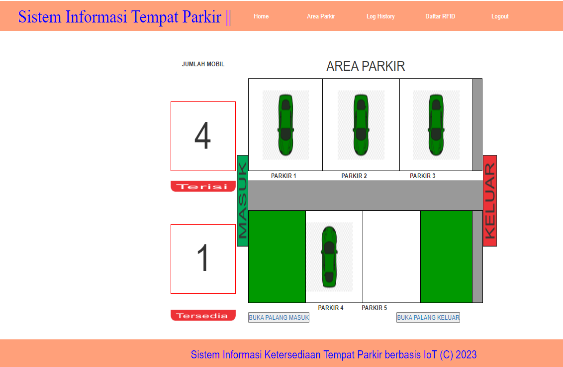 Sistem Informasi Tempat Parkir ||
Home
Area Parkir
Log History
Daftar RFID
Logout
JUMLAH MOBIL
AREA PARKIR
4
Terisi
1
Tersedia
MASUK
KELUAR
PARKIR 1
PARKIR 2
PARKIR 3
PARKIR 4
PARKIR 5
BUKA PALANG MASUK
BUKA PALANG KELUAR
Sistem Informasi Ketersediaan Tempat Parkir berbasis IoT (C) 2023